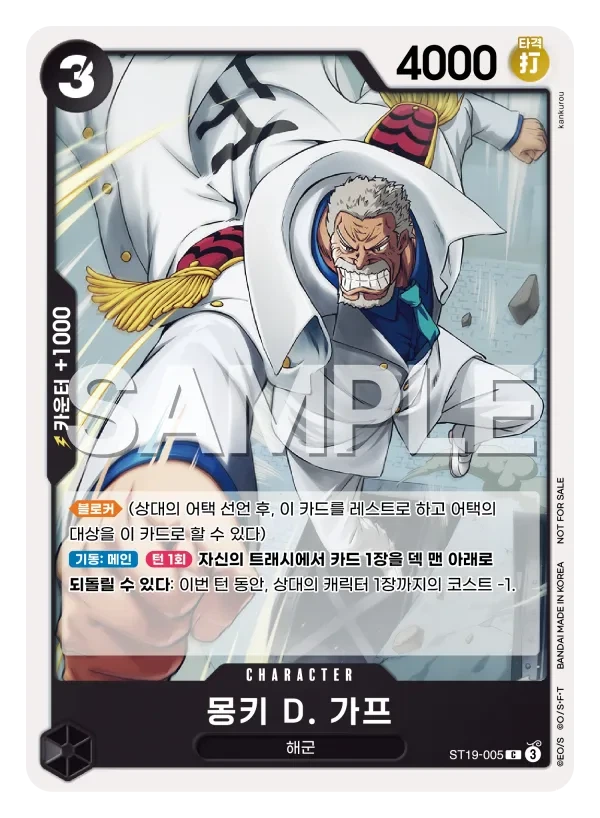 3
4000
타격
打
kankurou
카운터 +1000
SAMPLE
블로커 (상대의 어택 선언 후, 이 카드를 레스트로 하고 어택의
대상을 이 카드로 할 수 있다)
기동: 메인 턴 1회 자신의 트래시에서 카드 1장을 덱 맨 아래로
되돌릴 수 있다: 이번 턴 동안, 상대의 캐릭터 1장까지의 코스트 -1.
CHARACTER
몽키 D. 가프
해군
ST19-005 C 3
©EO/S ©O/S·F·T BANDAI MADE IN KOREA NOT FOR SALE